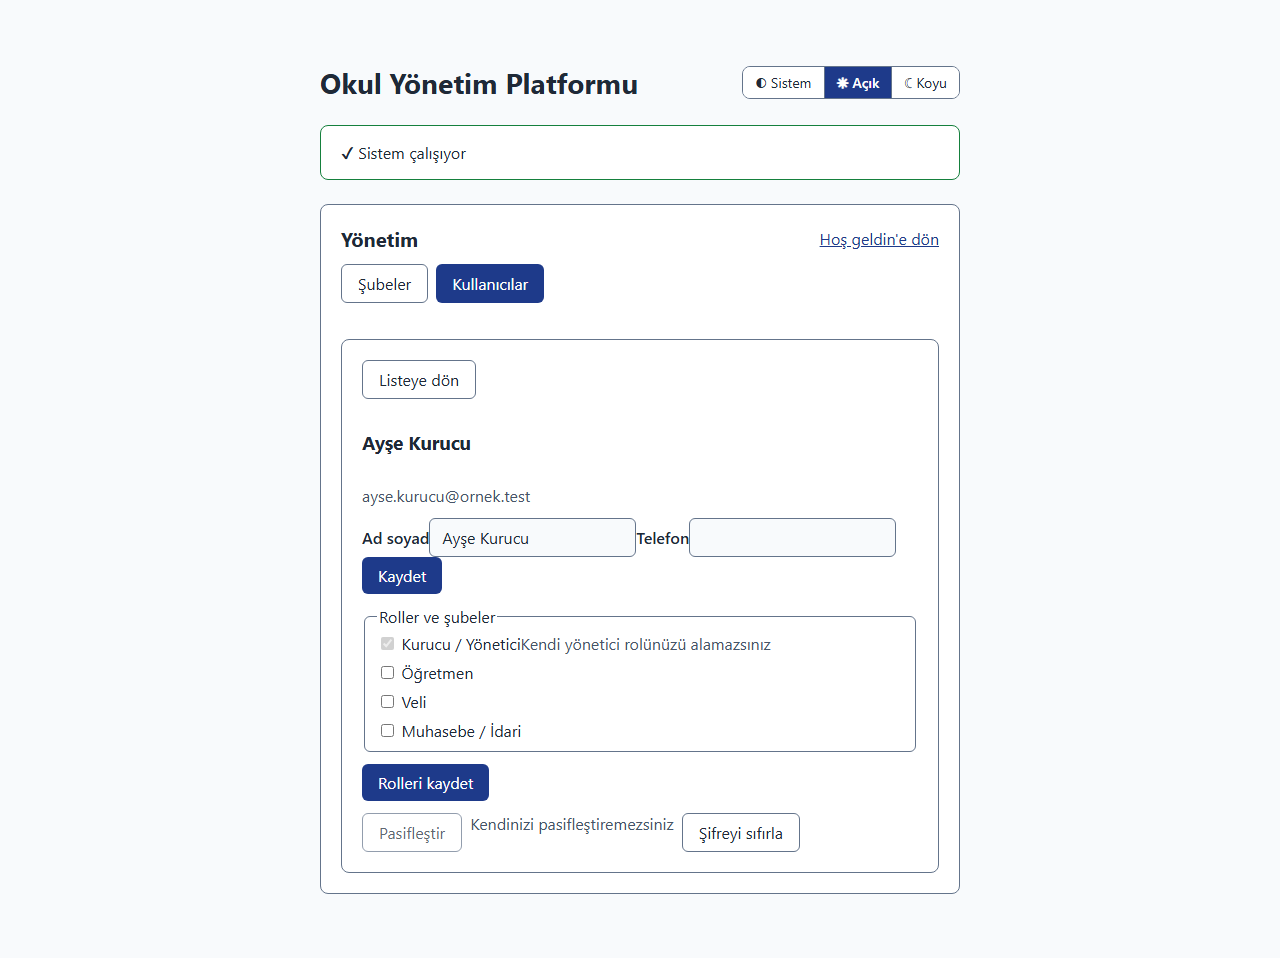 Okul Yönetim Platformu
◐ Sistem ✸ Açık ☾ Koyu
✓ Sistem çalışıyor
Yönetim Hoş geldin'e dön
Şubeler Kullanıcılar
Listeye dön
Ayşe Kurucu
ayse.kurucu@ornek.test
Ad soyad Ayşe Kurucu Telefon
Kaydet
Roller ve şubeler
Kurucu / YöneticiKendi yönetici rolünüzü alamazsınız
Öğretmen
Veli
Muhasebe / İdari
Rolleri kaydet
Pasifleştir Kendinizi pasifleştiremezsiniz Şifreyi sıfırla